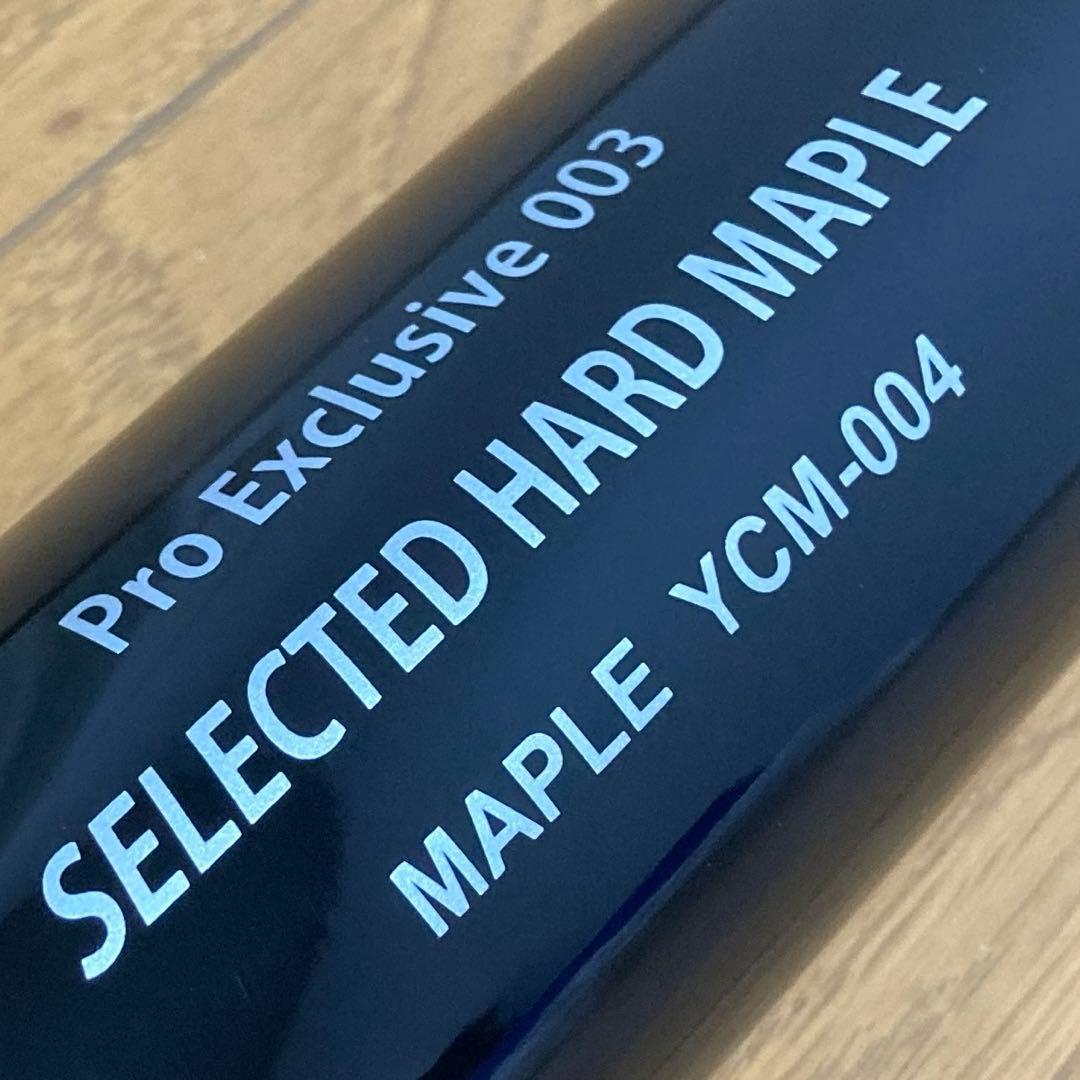 Pro Exclusive 003
SELECTED HARD MAPLE
MAPLE YCM-004